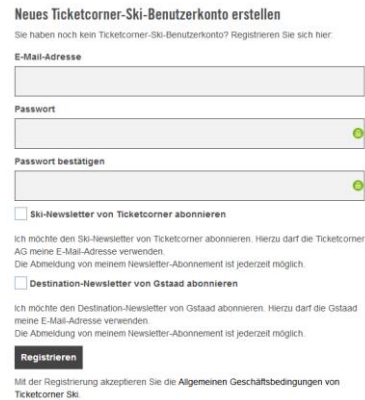 Neues Ticketcorner-Ski-Benutzerkonto erstellen
Sie haben noch kein Ticketcorner-Ski-Benutzerkonto? Registrieren Sie sich hier:
E-Mail-Adresse
Passwort
Passwort bestätigen
Ski-Newsletter von Ticketcorner abonnieren
Ich möchte den Ski-Newsletter von Ticketcorner abonnieren. Hierzu darf die Ticketcorner
AG meine E-Mail-Adresse verwenden.
Die Abmeldung von meinem Newsletter-Abonnement ist jederzeit möglich.
Destination-Newsletter von Gstaad abonnieren
Ich möchte den Destination-Newsletter von Gstaad abonnieren. Hierzu darf die Gstaad
meine E-Mail-Adresse verwenden.
Die Abmeldung von meinem Newsletter-Abonnement ist jederzeit möglich.
Registrieren
Mit der Registrierung akzeptieren Sie die Allgemeinen Geschäftsbedingungen von
Ticketcorner Ski.